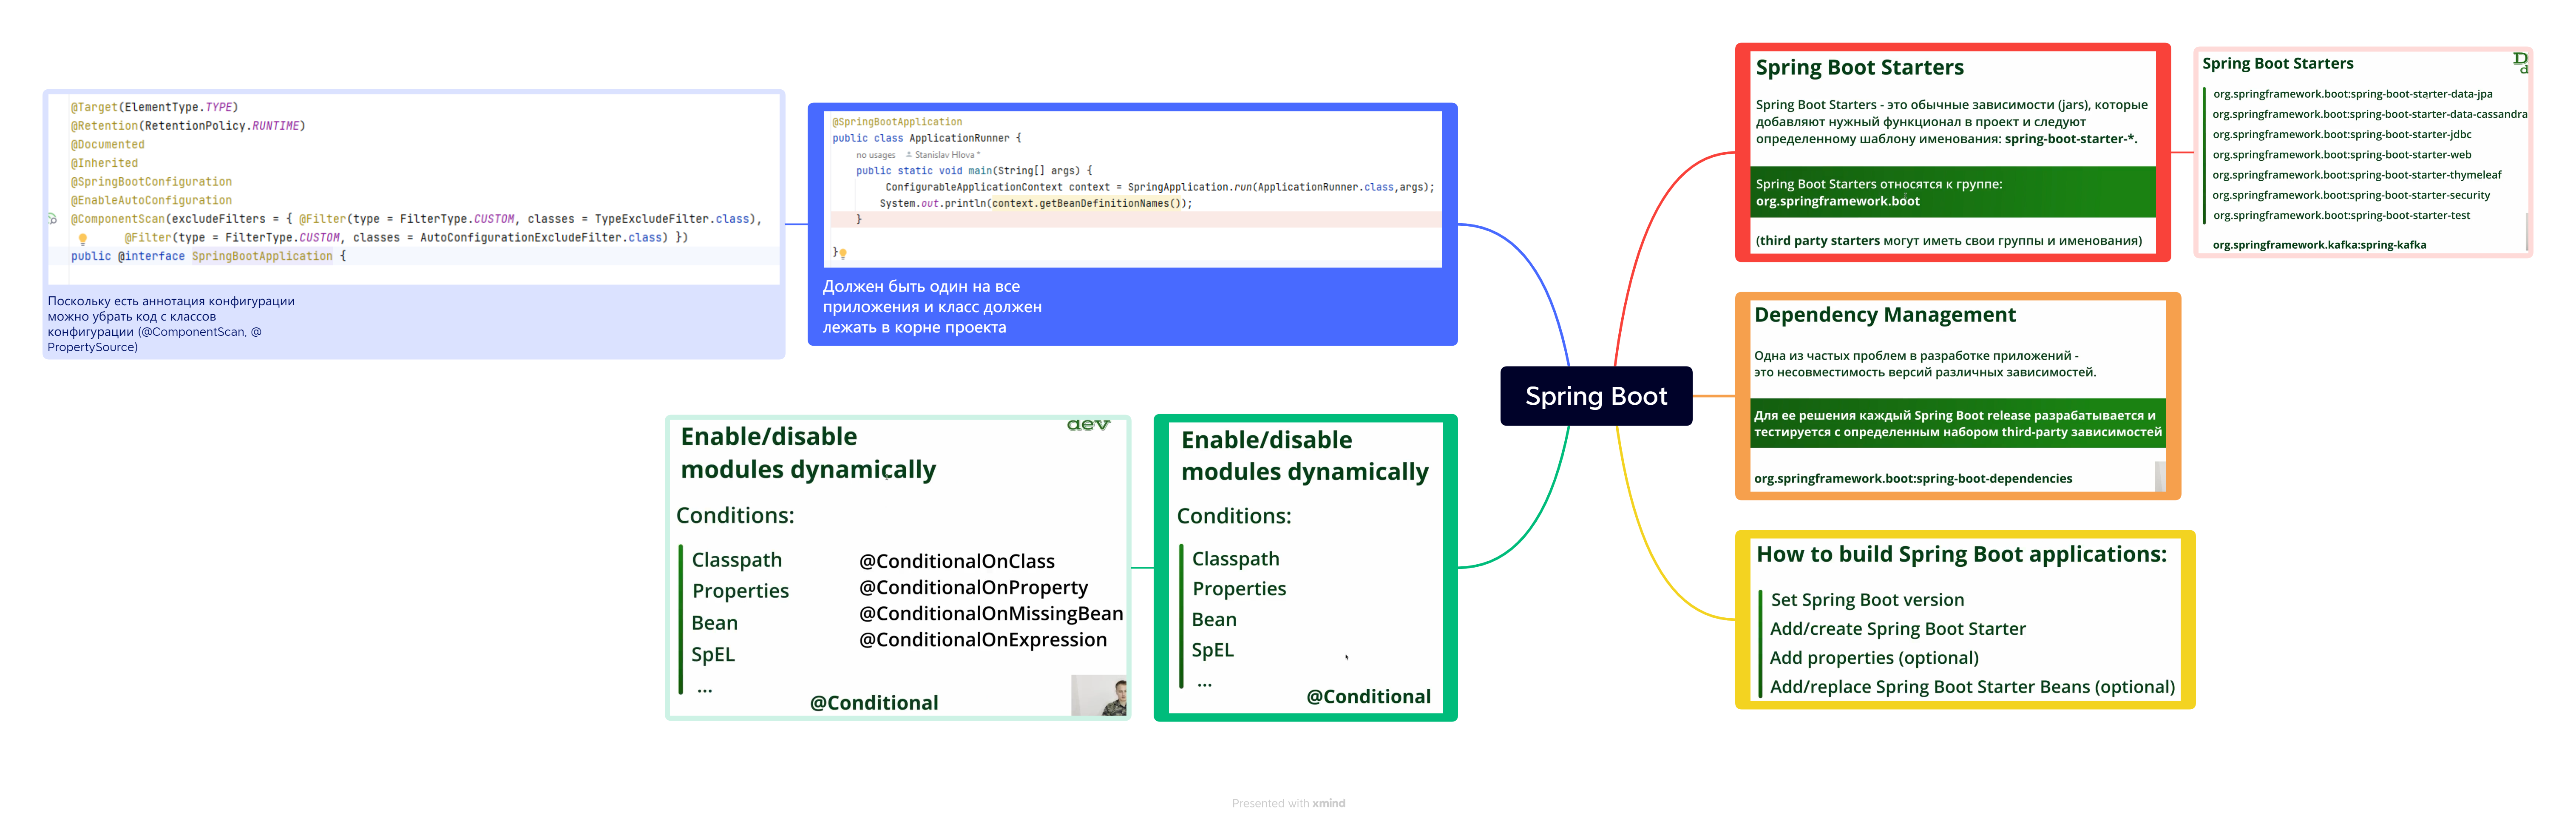 @Target(ElementType.TYPE)
@Retention(RetentionPolicy.RUNTIME)
@Documented
@Inherited
@SpringBootConfiguration
@EnableAutoConfiguration
@ComponentScan(excludeFilters = { @Filter(type = FilterType.CUSTOM, classes = TypeExcludeFilter.class),
@Filter(type = FilterType.CUSTOM, classes = AutoConfigurationExcludeFilter.class) })
public @interface SpringBootApplication {
Поскольку есть аннотация конфигурации
можно убрать код с классов
конфигурации (@ComponentScan, @
PropertySource)
@SpringBootApplication
public class ApplicationRunner {
no usages Stanislav Hlova *
public static void main(String[] args) {
ConfigurableApplicationContext context = SpringApplication.run(ApplicationRunner.class,args);
System.out.println(context.getBeanDefinitionNames());
}
}
Должен быть один на все
приложения и класс должен
лежать в корне проекта
Enable/disable
modules dynamically
dev
Conditions:
Classpath
Properties
Bean
SpEL
...
@ConditionalOnClass
@ConditionalOnProperty
@ConditionalOnMissingBean
@ConditionalOnExpression
@Conditional
Enable/disable
modules dynamically
Conditions:
Classpath
Properties
Bean
SpEL
...
@Conditional
Spring Boot
Spring Boot Starters
Spring Boot Starters - это обычные зависимости (jars), которые
добавляют нужный функционал в проект и следуют
определенному шаблону именования: spring-boot-starter-*.
Spring Boot Starters относятся к группе:
org.springframework.boot
(third party starters могут иметь свои группы и именования)
Spring Boot Starters
D
d
org.springframework.boot:spring-boot-starter-data-jpa
org.springframework.boot:spring-boot-starter-data-cassandra
org.springframework.boot:spring-boot-starter-jdbc
org.springframework.boot:spring-boot-starter-web
org.springframework.boot:spring-boot-starter-thymeleaf
org.springframework.boot:spring-boot-starter-security
org.springframework.boot:spring-boot-starter-test
org.springframework.kafka:spring-kafka
Dependency Management
Одна из частых проблем в разработке приложений -
это несовместимость версий различных зависимостей.
Для ее решения каждый Spring Boot release разрабатывается и
тестируется с определенным набором third-party зависимостей
org.springframework.boot:spring-boot-dependencies
How to build Spring Boot applications:
Set Spring Boot version
Add/create Spring Boot Starter
Add properties (optional)
Add/replace Spring Boot Starter Beans (optional)
Presented with xmind